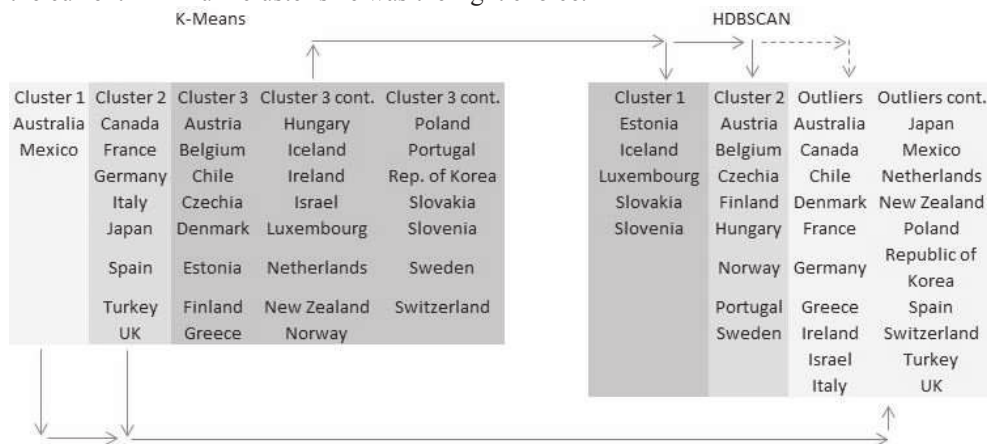 K-Means HDBSCAN
Cluster 1 Cluster 2 Cluster 3 Cluster 3 cont. Cluster 3 cont. Cluster 1 Cluster 2 Outliers Outliers cont.
Australia Canada Austria Hungary Poland Estonia Austria Australia Japan
Mexico France Belgium Iceland Portugal Iceland Belgium Canada Mexico
Germany Chile Ireland Rep. of Korea Luxembourg Czechia Chile Netherlands
Italy Czechia Israel Slovakia Slovakia Finland Denmark New Zealand
Japan Denmark Luxembourg Slovenia Slovenia Hungary France Poland
Spain Estonia Netherlands Sweden Norway Germany Republic of
Korea
Turkey Finland New Zealand Switzerland Portugal Greece Spain
UK Greece Norway Sweden Ireland Switzerland
Israel Turkey
Italy UK